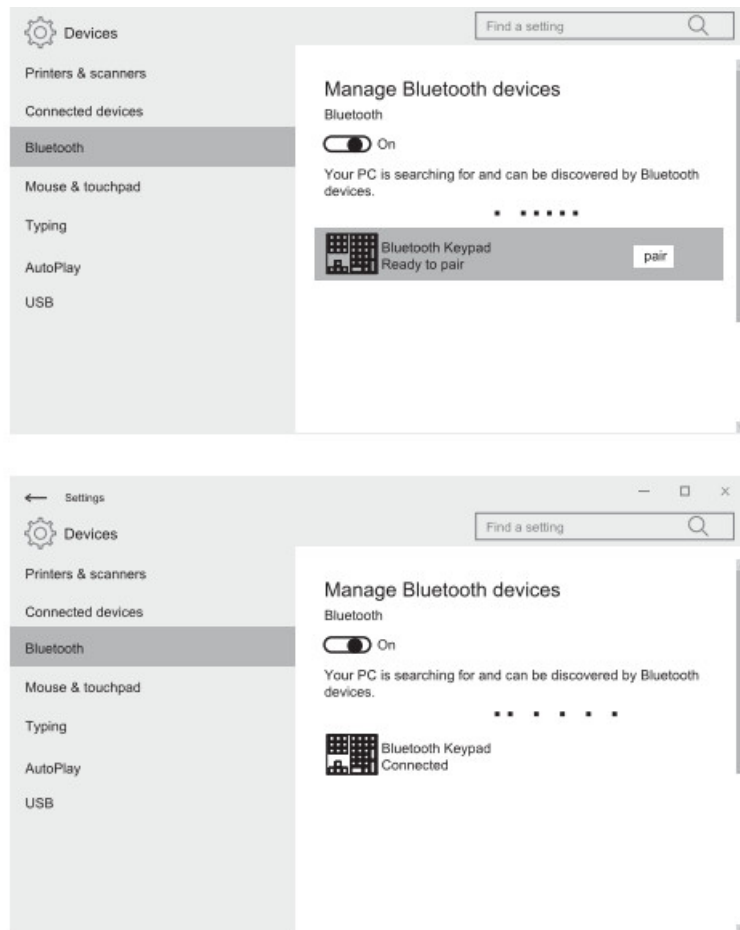 Devices
Find a setting
Printers & scanners
Connected devices
Bluetooth
Mouse & touchpad
Typing
AutoPlay
USB
Manage Bluetooth devices
Bluetooth
On
Your PC is searching for and can be discovered by Bluetooth
devices.
Bluetooth Keypad
Ready to pair
pair
Settings
Devices
Find a setting
Printers & scanners
Connected devices
Bluetooth
Mouse & touchpad
Typing
AutoPlay
USB
Manage Bluetooth devices
Bluetooth
On
Your PC is searching for and can be discovered by Bluetooth
devices.
Bluetooth Keypad
Connected